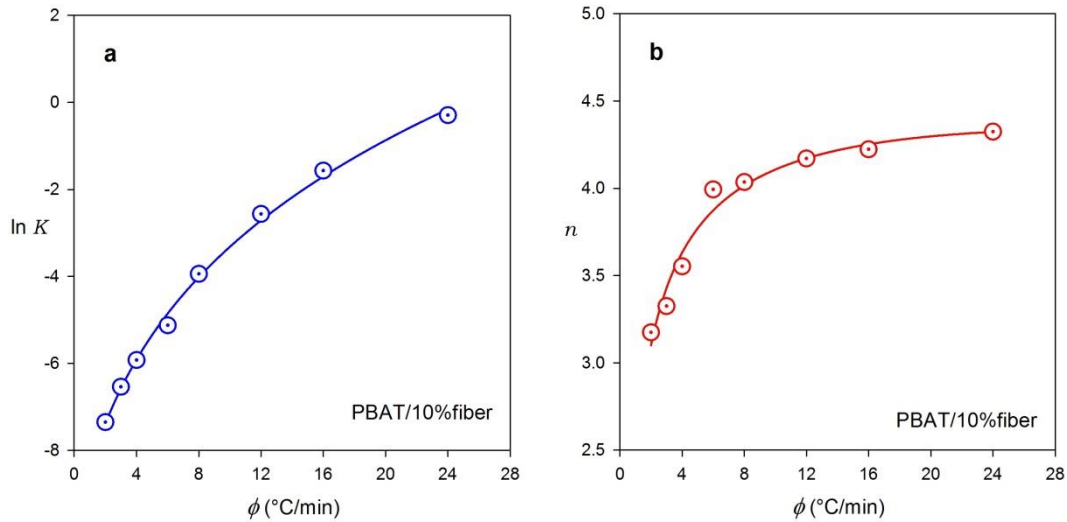 a
2
0
-2
-4
-6
-8
ln K
0 4 8 12 16 20 24 28
ϕ (°C/min)
PBAT/10%fiber
b
5.0
4.5
4.0
3.5
3.0
2.5
n
0 4 8 12 16 20 24 28
ϕ (°C/min)
PBAT/10%fiber